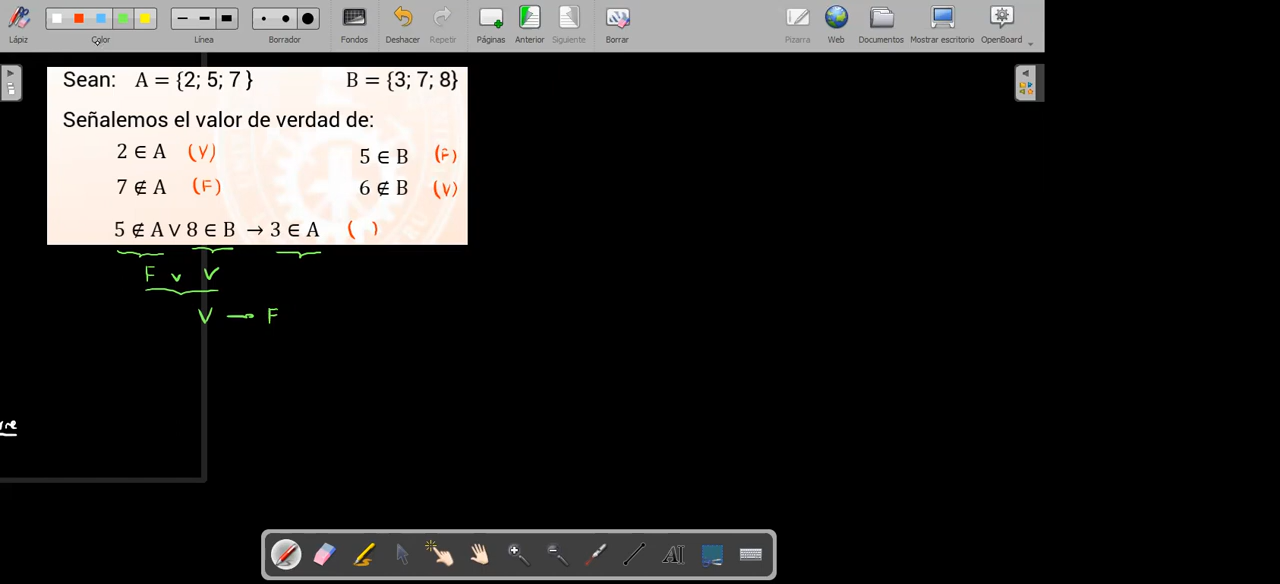 Lápiz Color Línea Borrador Fondos Deshacer Repetir Páginas Anterior Siguiente Borrar Pizarra Web Documentos Mostrar escritorio OpenBoard
Sean: A = {2; 5; 7 } B = {3; 7; 8}
Señalemos el valor de verdad de:
2 ∈ A (V) 5 ∈ B (F)
7 ∉ A (F) 6 ∉ B (V)
5 ∉ A ∨ 8 ∈ B → 3 ∈ A ( )
F ∨ V
V → F
AI